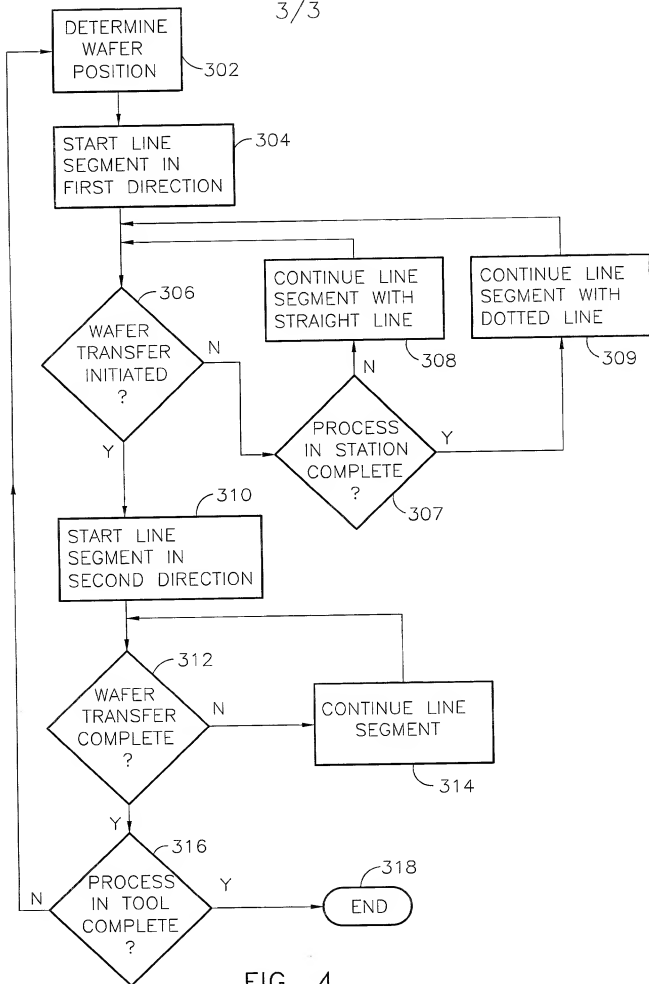 3/3
DETERMINE
WAFER
POSITION
302
START LINE
SEGMENT IN
FIRST DIRECTION
304
306
WAFER
TRANSFER
INITIATED
?
N
Y
CONTINUE LINE
SEGMENT WITH
STRAIGHT LINE
308
CONTINUE LINE
SEGMENT WITH
DOTTED LINE
309
N
PROCESS
IN STATION
COMPLETE
?
Y
307
310
START LINE
SEGMENT IN
SECOND DIRECTION
312
WAFER
TRANSFER
COMPLETE
?
N
Y
CONTINUE LINE
SEGMENT
314
316
PROCESS
IN TOOL
COMPLETE
?
N
Y
318
END
FIG. 4